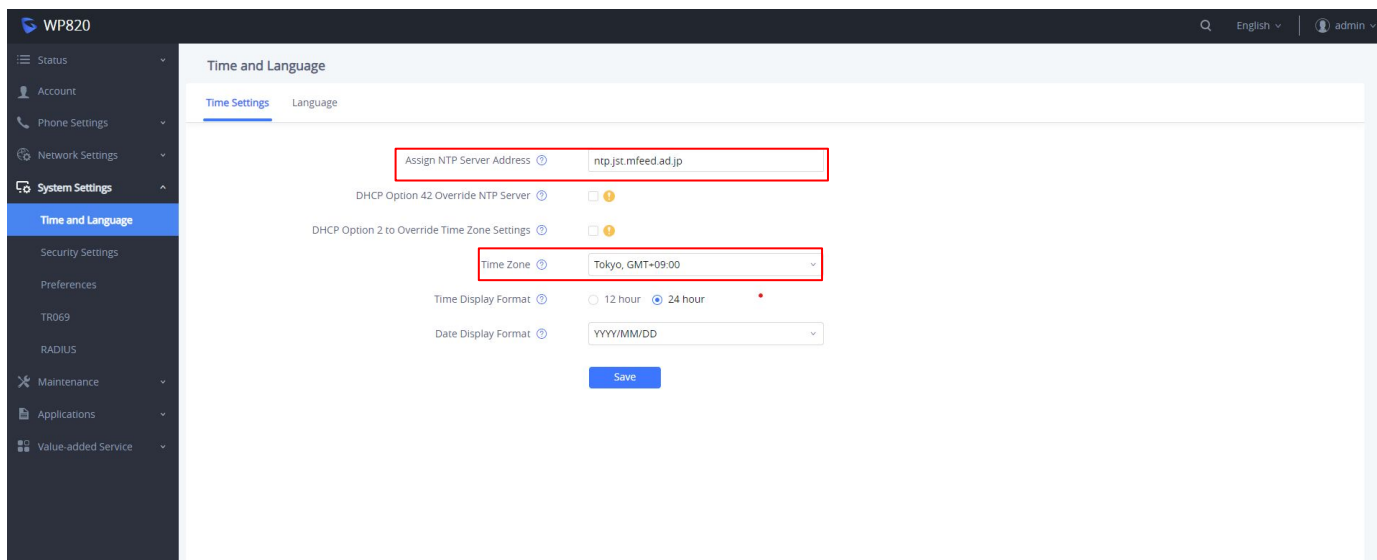 WP820
English
admin
Status
Account
Phone Settings
Network Settings
System Settings
Time and Language
Security Settings
Preferences
TR069
RADIUS
Maintenance
Applications
Value-added Service
Time and Language
Time Settings Language
Assign NTP Server Address ntp.jst.mfeed.ad.jp
DHCP Option 42 Override NTP Server
DHCP Option 2 to Override Time Zone Settings
Time Zone Tokyo, GMT+09:00
Time Display Format 12 hour 24 hour
Date Display Format YYYY/MM/DD
Save